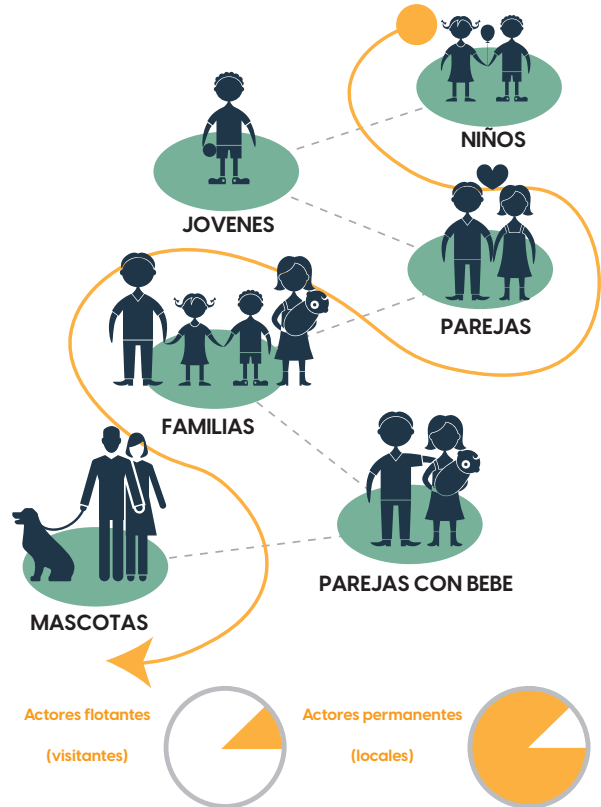 NIÑOS
JOVENES
PAREJAS
FAMILIAS
PAREJAS CON BEBE
MASCOTAS
Actores flotantes
(visitantes)
Actores permanentes
(locales)